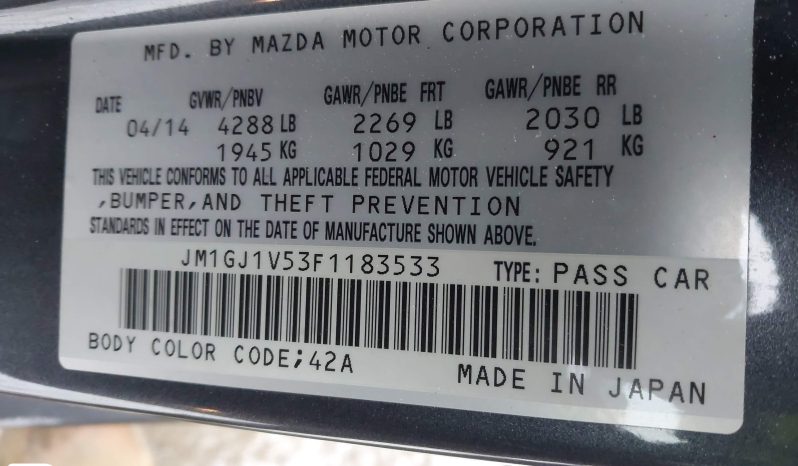 MFD. BY MAZDA MOTOR CORPORATION
DATE GVWR/PNBV GAWR/PNBE FRT GAWR/PNBE RR
04/14 4288 LB 2269 LB 2030 LB
1945 KG 1029 KG 921 KG
THIS VEHICLE CONFORMS TO ALL APPLICABLE FEDERAL MOTOR VEHICLE SAFETY
,BUMPER,AND THEFT PREVENTION
STANDARDS IN EFFECT ON THE DATE OF MANUFACTURE SHOWN ABOVE.
JM1GJ1V53F1183533 TYPE: PASS CAR
BODY COLOR CODE;42A MADE IN JAPAN